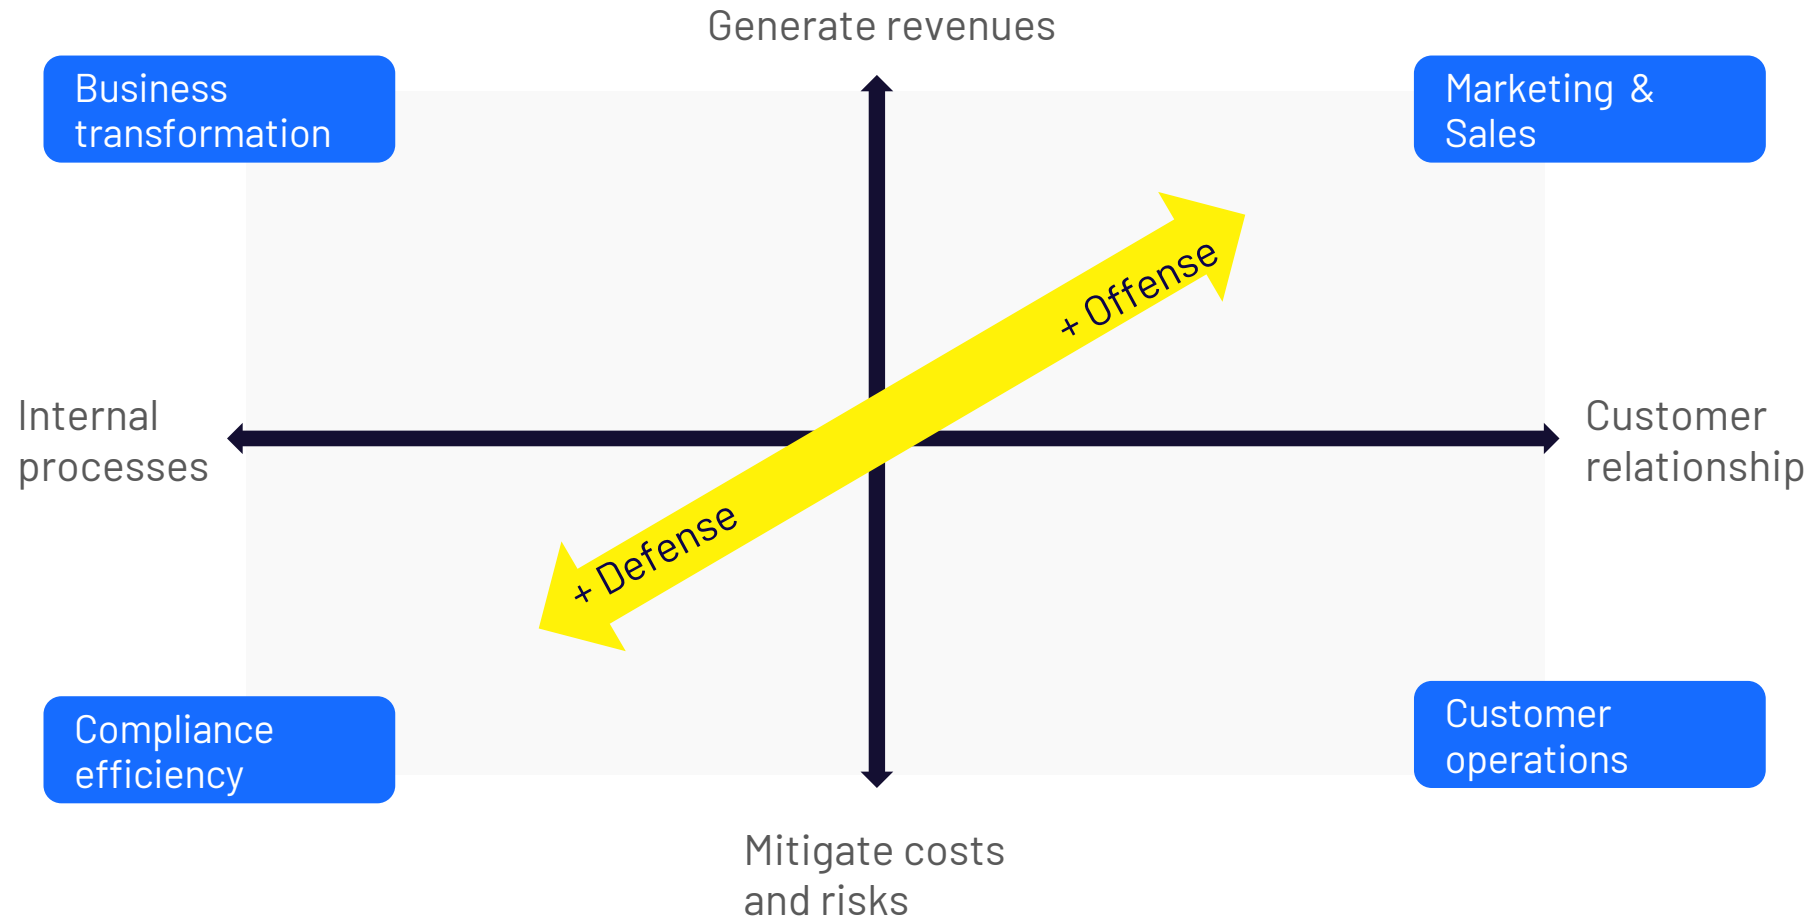 Generate revenues
Business
transformation
Marketing & 
Sales
+ Offense
Internal
processes
Customer
relationship
+ Defense
Compliance
efficiency
Customer
operations
Mitigate costs
and risks